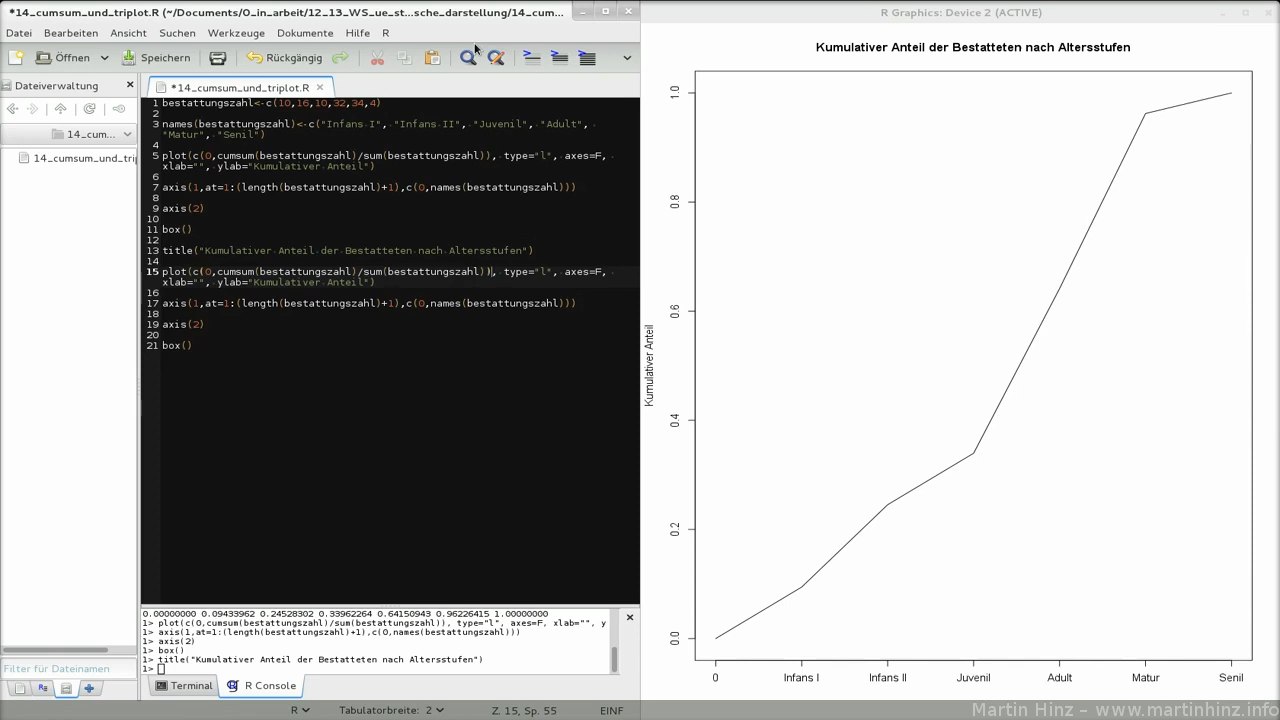 *14_cumsum_und_triplot.R (~/Documents/0_in_arbeit/12_13_WS_ue_st...sche_darstellung/14_cum...
Datei Bearbeiten Ansicht Suchen Werkzeuge Dokumente Hilfe R
Öffnen Speichern Rückgängig
Dateiverwaltung
*14_cumsum_und_triplot.R
14_cum...
14_cumsum_und_trip
1 bestattungszahl<-c(10,16,10,32,34,4)
2
3 names(bestattungszahl)<-c("Infans I", "Infans II", "Juvenil", "Adult",
"Matur", "Senil")
4
5 plot(c(0,cumsum(bestattungszahl)/sum(bestattungszahl)), type="l", axes=F,
xlab="", ylab="Kumulativer Anteil")
6
7 axis(1,at=1:(length(bestattungszahl)+1),c(0,names(bestattungszahl)))
8
9 axis(2)
10
11 box()
12
13 title("Kumulativer Anteil der Bestatteten nach Altersstufen")
14
15 plot(c(0,cumsum(bestattungszahl)/sum(bestattungszahl)), type="l", axes=F,
xlab="", ylab="Kumulativer Anteil")
16
17 axis(1,at=1:(length(bestattungszahl)+1),c(0,names(bestattungszahl)))
18
19 axis(2)
20
21 box()
0.00000000 0.09433962 0.24528302 0.33962264 0.64150943 0.96226415 1.00000000
1> plot(c(0,cumsum(bestattungszahl)/sum(bestattungszahl)), type="l", axes=F, xlab="", y
1> axis(1,at=1:(length(bestattungszahl)+1),c(0,names(bestattungszahl)))
1> axis(2)
1> box()
1> title("Kumulativer Anteil der Bestatteten nach Altersstufen")
1>
Filter für Dateinamen
Terminal R Console
R Tabulatorbreite: 2 Z. 15, Sp. 55 EINF
R Graphics: Device 2 (ACTIVE)
Kumulativer Anteil der Bestatteten nach Altersstufen
Kumulativer Anteil
1.0
0.8
0.6
0.4
0.2
0.0
0 Infans I Infans II Juvenil Adult Matur Senil
Martin Hinz - www.martinhinz.info